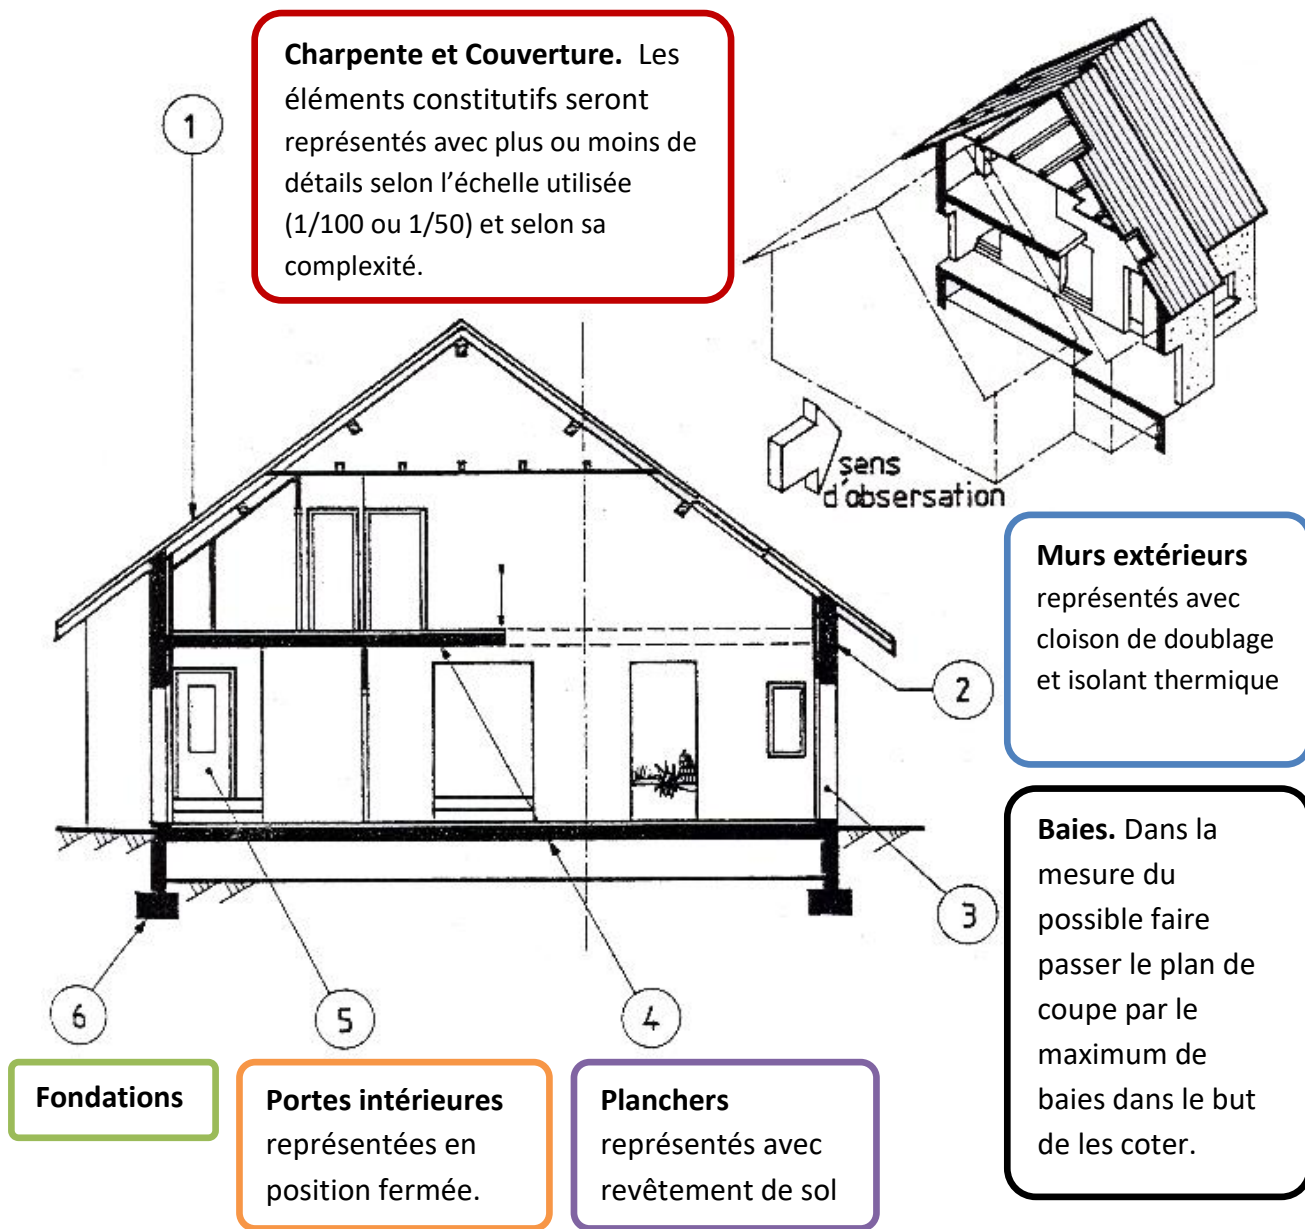 Charpente et Couverture. Les
éléments constitutifs seront
représentés avec plus ou moins de
détails selon l’échelle utilisée
(1/100 ou 1/50) et selon sa
complexité.
1
sens
d'obsersation
Murs extérieurs
représentés avec
cloison de doublage
et isolant thermique
2
Baies. Dans la
mesure du
possible faire
passer le plan de
coupe par le
maximum de
baies dans le but
de les coter.
3
6
5
4
Fondations
Portes intérieures
représentées en
position fermée.
Planchers
représentés avec
revêtement de sol